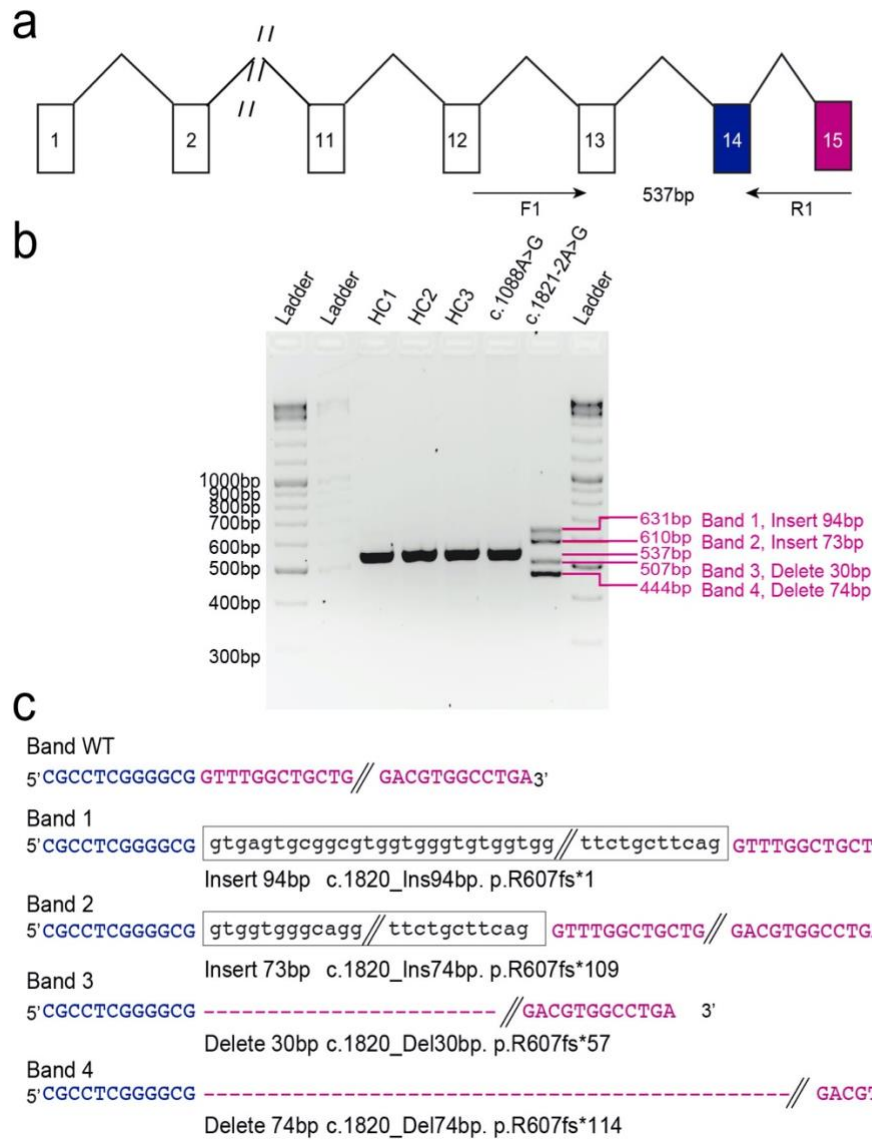 a
1 2 11 12 13 14 15
F1 537bp R1
b
Ladder Ladder HC1 HC2 HC3 c.1088A>G c.1821-2A>G Ladder
1000bp
900bp
800bp
700bp
600bp
500bp
400bp
300bp
631bp Band 1, Insert 94bp
610bp Band 2, Insert 73bp
537bp
507bp Band 3, Delete 30bp
444bp Band 4, Delete 74bp
c
Band WT
5'CGCCTCGGGGCG GTTTGGCTGCTG // GACGTGGCCTGA3'
Band 1
5'CGCCTCGGGGCG gtgagtgcggcgtggtgggtgtggtgg // ttctgcttcag GTTTGGCTGCT
Insert 94bp c.1820_Ins94bp. p.R607fs*1
Band 2
5'CGCCTCGGGGCG gtggtgggcagg // ttctgcttcag GTTTGGCTGCTG // GACGTGGCCTGA
Insert 73bp c.1820_Ins74bp. p.R607fs*109
Band 3
5'CGCCTCGGGGCG ----------------------- // GACGTGGCCTGA 3'
Delete 30bp c.1820_Del30bp. p.R607fs*57
Band 4
5'CGCCTCGGGGCG ---------------------------------------------- // GACGT
Delete 74bp c.1820_Del74bp. p.R607fs*114